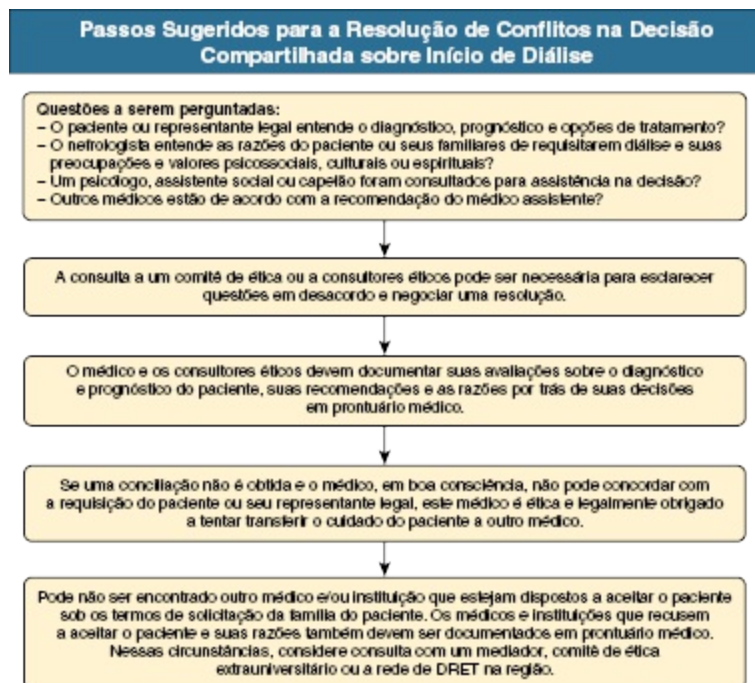 Passos Sugeridos para a Resolução de Conflitos na Decisão
Compartilhada sobre Início de Diálise
Questões a serem perguntadas:
– O paciente ou representante legal entende o diagnóstico, prognóstico e opções de tratamento?
– O nefrologista entende as razões do paciente ou seus familiares de requisitarem diálise e suas
preocupações e valores psicossociais, culturais ou espirituais?
– Um psicólogo, assistente social ou capelão foram consultados para assistência na decisão?
– Outros médicos estão de acordo com a recomendação do médico assistente?
A consulta a um comitê de ética ou a consultores éticos pode ser necessária para esclarecer
questões em desacordo e negociar uma resolução.
O médico e os consultores éticos devem documentar suas avaliações sobre o diagnóstico
e prognóstico do paciente, suas recomendações e as razões por trás de suas decisões
em prontuário médico.
Se uma conciliação não é obtida e o médico, em boa consciência, não pode concordar com
a requisição do paciente ou seu representante legal, este médico é ética e legalmente obrigado
a tentar transferir o cuidado do paciente a outro médico.
Pode não ser encontrado outro médico e/ou instituição que estejam dispostos a aceitar o paciente
sob os termos de solicitação da família do paciente. Os médicos e instituições que recusem
a aceitar o paciente e suas razões também devem ser documentados em prontuário médico.
Nessas circunstâncias, considere consulta com um mediador, comitê de ética
extrauniversitário ou a rede de DRET na região.